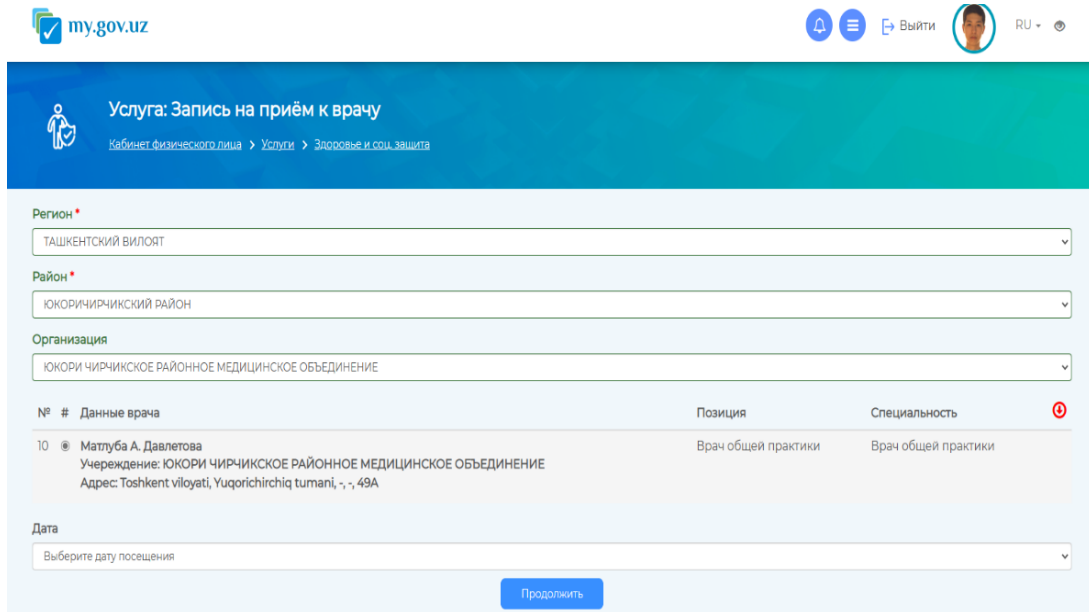 my.gov.uz
Выйти
RU
Услуга: Запись на приём к врачу
Кабинет физического лица > Услуги > Здоровье и соц. защита
Регион *
ТАШКЕНТСКИЙ ВИЛОЯТ
Район *
ЮКОРИЧИРЧИКСКИЙ РАЙОН
Организация
ЮКОРИ ЧИРЧИКСКОЕ РАЙОННОЕ МЕДИЦИНСКОЕ ОБЪЕДИНЕНИЕ
№ # Данные врача Позиция Специальность
10 Матлуба А. Давлетова Врач общей практики Врач общей практики
Учереждение: ЮКОРИ ЧИРЧИКСКОЕ РАЙОННОЕ МЕДИЦИНСКОЕ ОБЪЕДИНЕНИЕ
Адрес: Toshkent viloyati, Yuqorichirchiq tumani, -, -, 49A
Дата
Выберите дату посещения
Продолжить